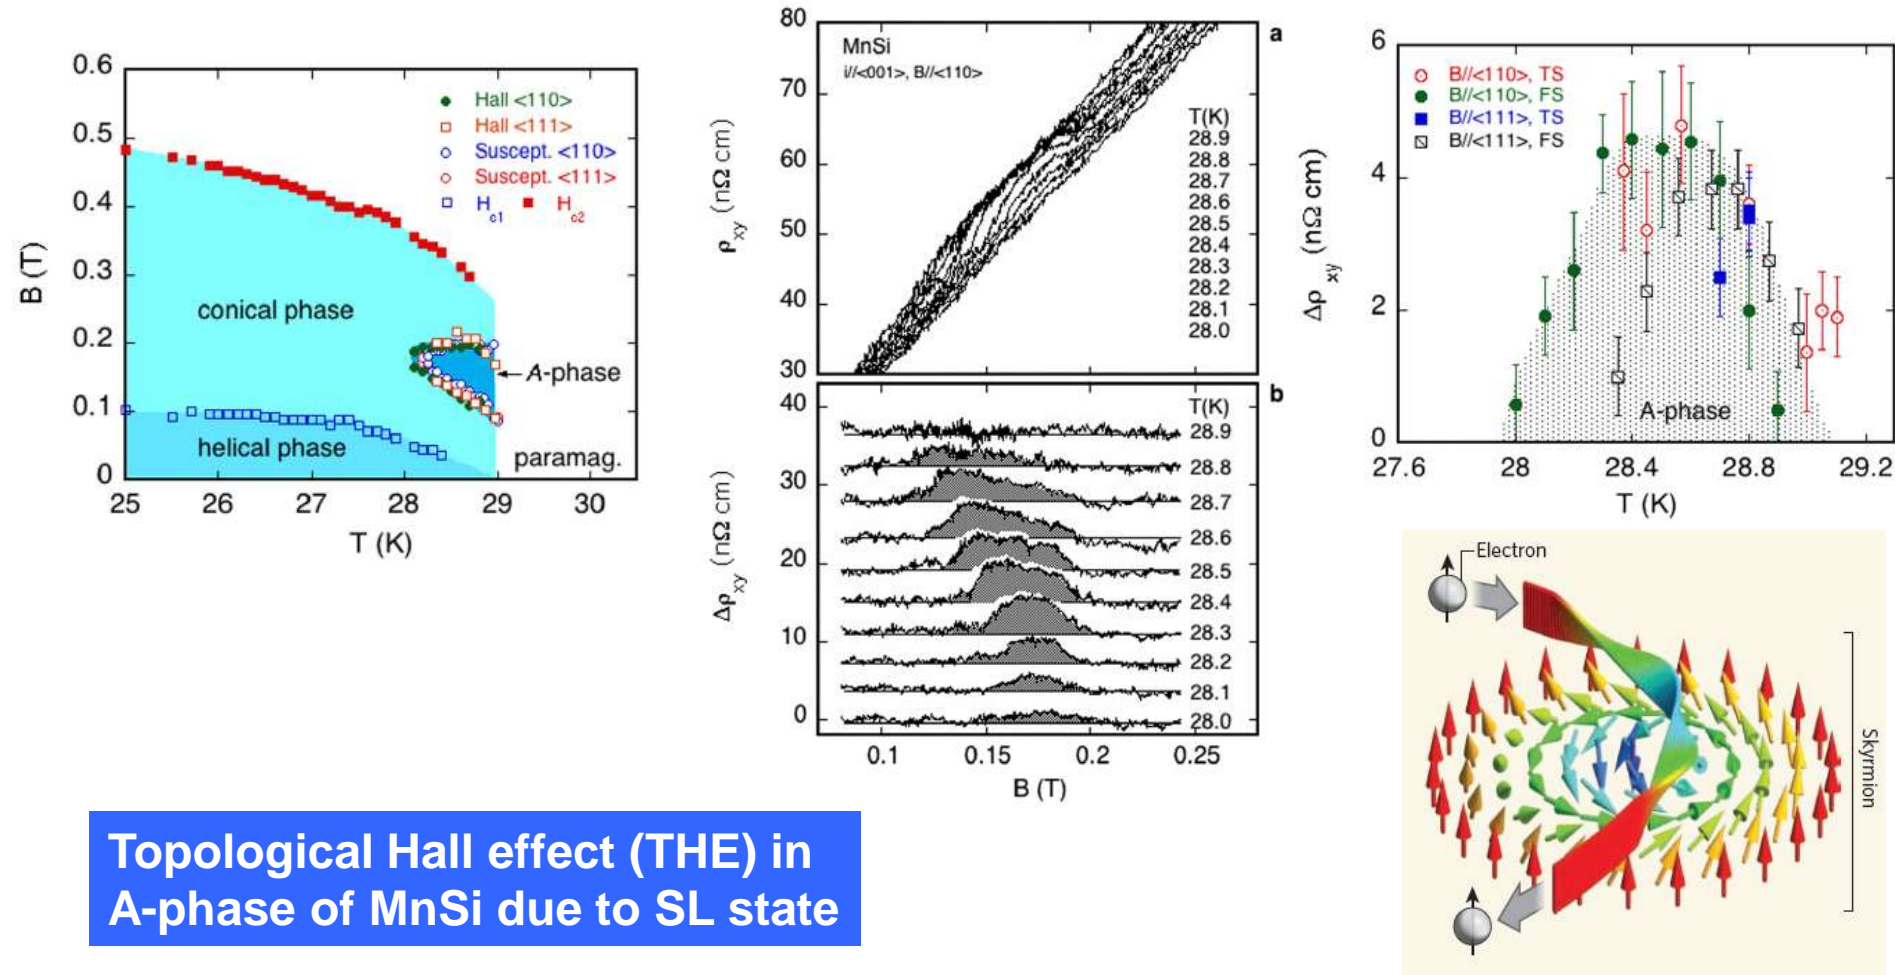 0.6
0.5
0.4
0.3
0.2
0.1
0
B (T)
Hall <110>
Hall <111>
Suscept. <110>
Suscept. <111>
H c1 H c2
conical phase
A-phase
helical phase
paramag.
25 26 27 28 29 30
T (K)
80
70
60
50
40
30
ρxy (nΩ cm)
a
MnSi
i//<001>, B//<110>
T(K)
28.9
28.8
28.7
28.6
28.5
28.4
28.3
28.2
28.1
28.0
b
40
30
20
10
0
Δρxy (nΩ cm)
T(K)
28.9
28.8
28.7
28.6
28.5
28.4
28.3
28.2
28.1
28.0
0.1 0.15 0.2 0.25
B (T)
6
4
2
0
Δρ xy (nΩ cm)
B//<110>, TS
B//<110>, FS
B//<111>, TS
B//<111>, FS
A-phase
27.6 28 28.4 28.8 29.2
T (K)
Electron
Skyrmion
Topological Hall effect (THE) in
A-phase of MnSi due to SL state